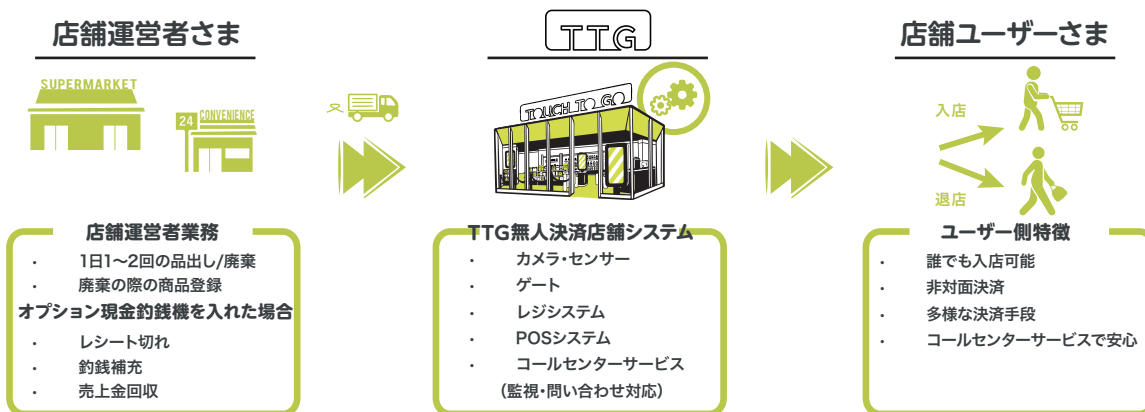 店舗運営者さま
SUPERMARKET
24
CONVENIENCE
店舗運営者業務
・ 1日1〜2回の品出し/廃棄
・ 廃棄の際の商品登録
オプション現金釣銭機を入れた場合
・ レシート切れ
・ 釣銭補充
・ 売上金回収
TTG
TOUCH TO GO
TTG無人決済店舗システム
・ カメラ・センサー
・ ゲート
・ レジシステム
・ POSシステム
・ コールセンターサービス
（監視・問い合わせ対応）
店舗ユーザーさま
入店
退店
ユーザー側特徴
・ 誰でも入店可能
・ 非対面決済
・ 多様な決済手段
・ コールセンターサービスで安心